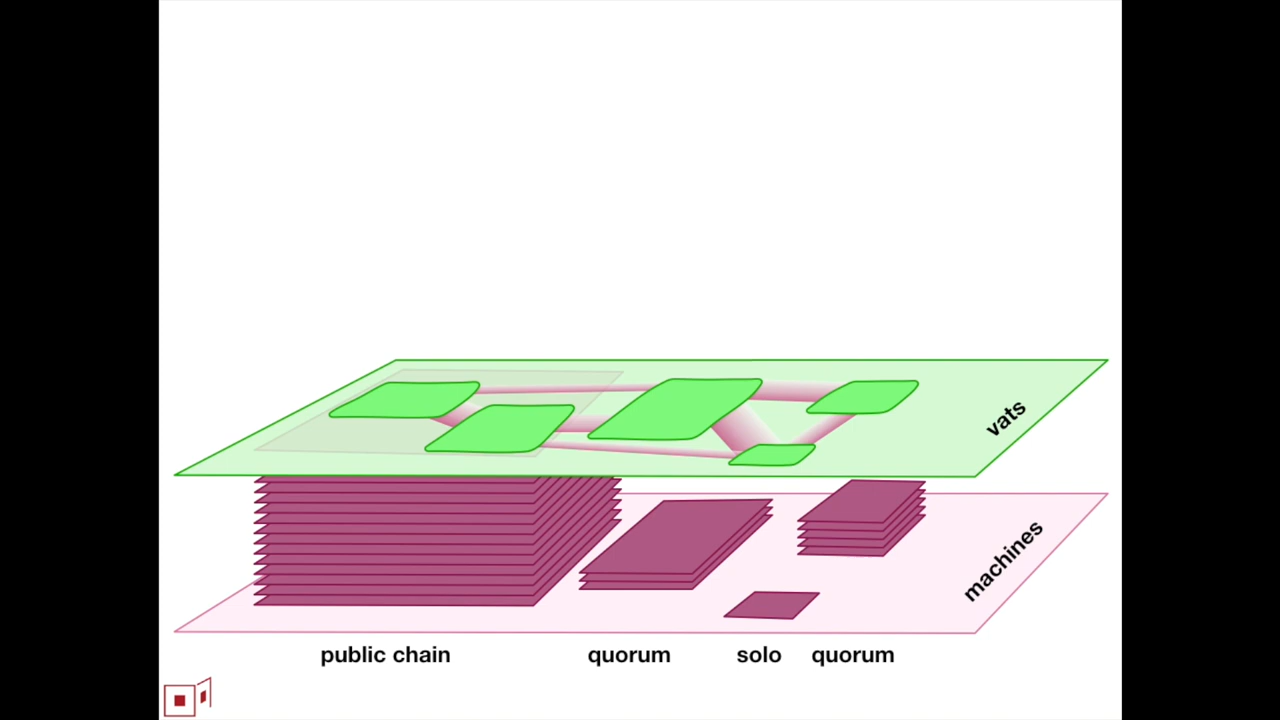 vats
machines
public chain
quorum
solo
quorum